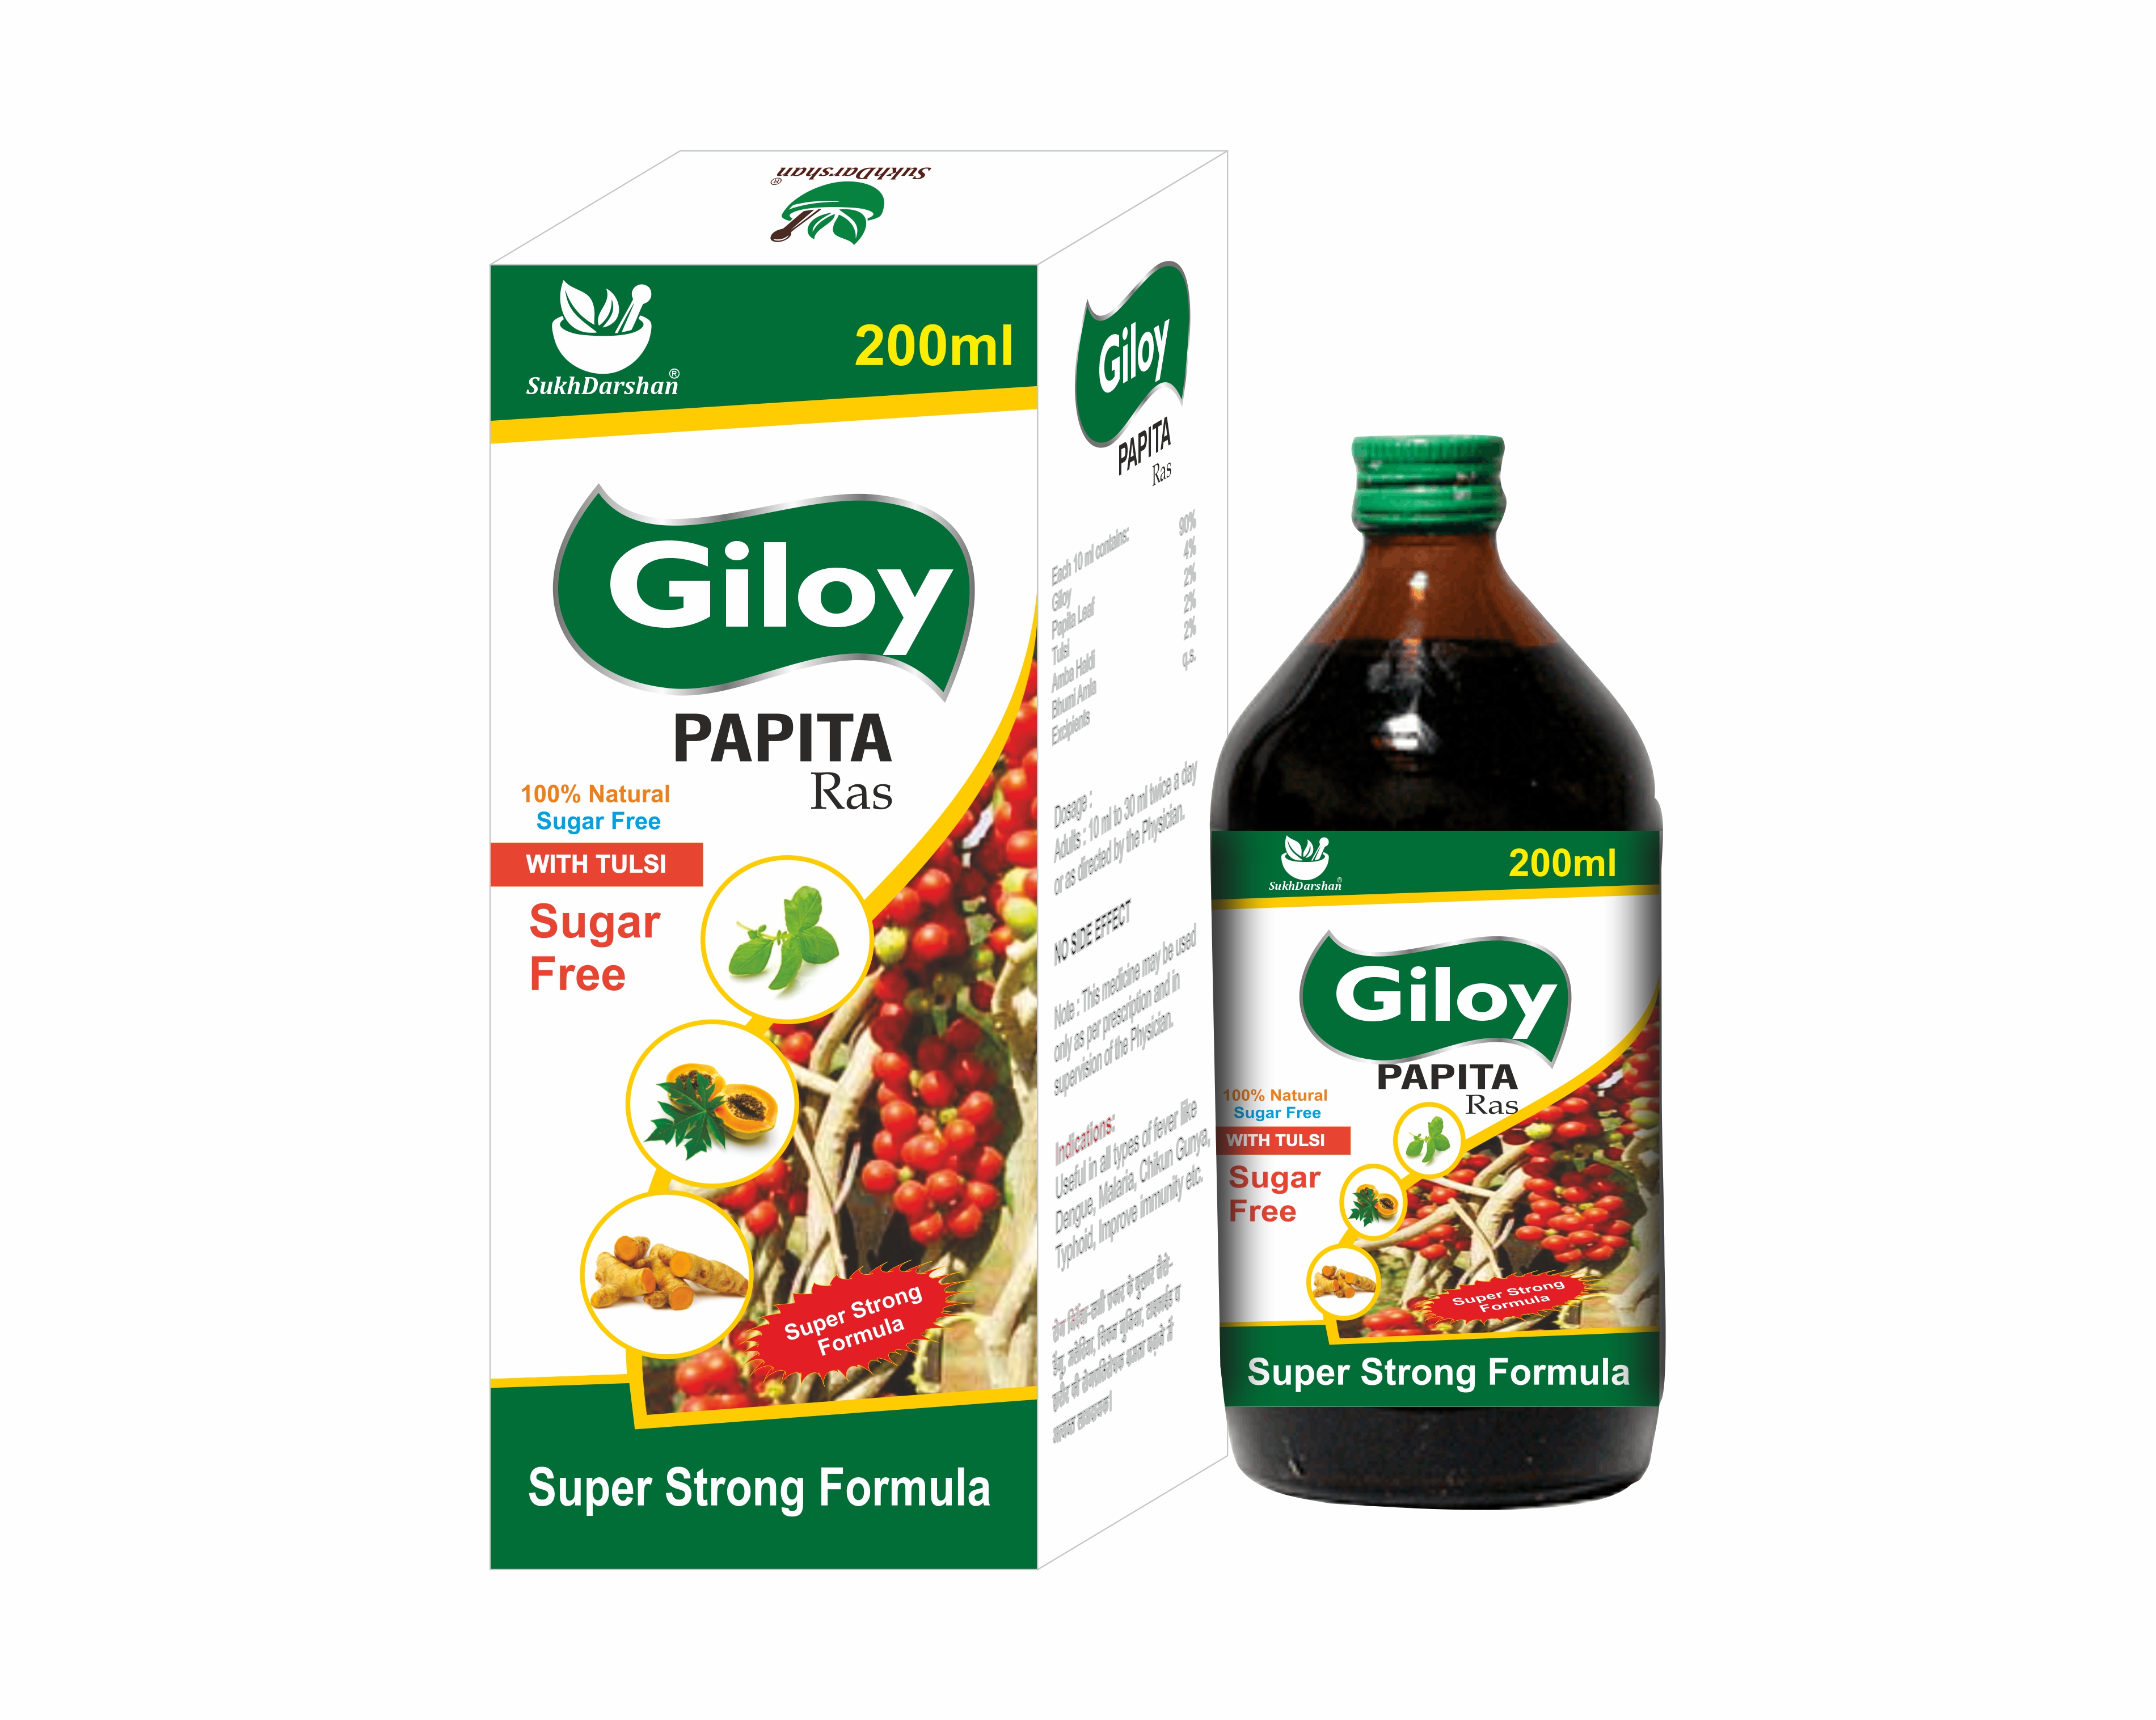 SukhDarshan®
SukhDarshan®
200ml
Giloy
PAPITA
Ras
100% Natural
Sugar Free
WITH TULSI
Sugar
Free
Super Strong
Formula
Super Strong Formula
Giloy
PAPITA
Ras
Each 10 ml contains:
Giloy 90%
Papita Leaf 4%
Tulsi 2%
Amba Haldi 2%
Bhumi Amla 2%
Excipients q.s.
Dosage :
Adults : 10 ml to 30 ml twice a day
or as directed by the Physician.
NO SIDE EFFECT
Note : This medicine may be used
only as per prescription and in
supervision of the Physician.
Indications:
Useful in all types of fever like
Dengue, Malaria, Chikun Gunya,
Typhoid, Improve immunity etc.
SukhDarshan®
200ml
Giloy
PAPITA
Ras
100% Natural
Sugar Free
WITH TULSI
Sugar
Free
Super Strong
Formula
Super Strong Formula